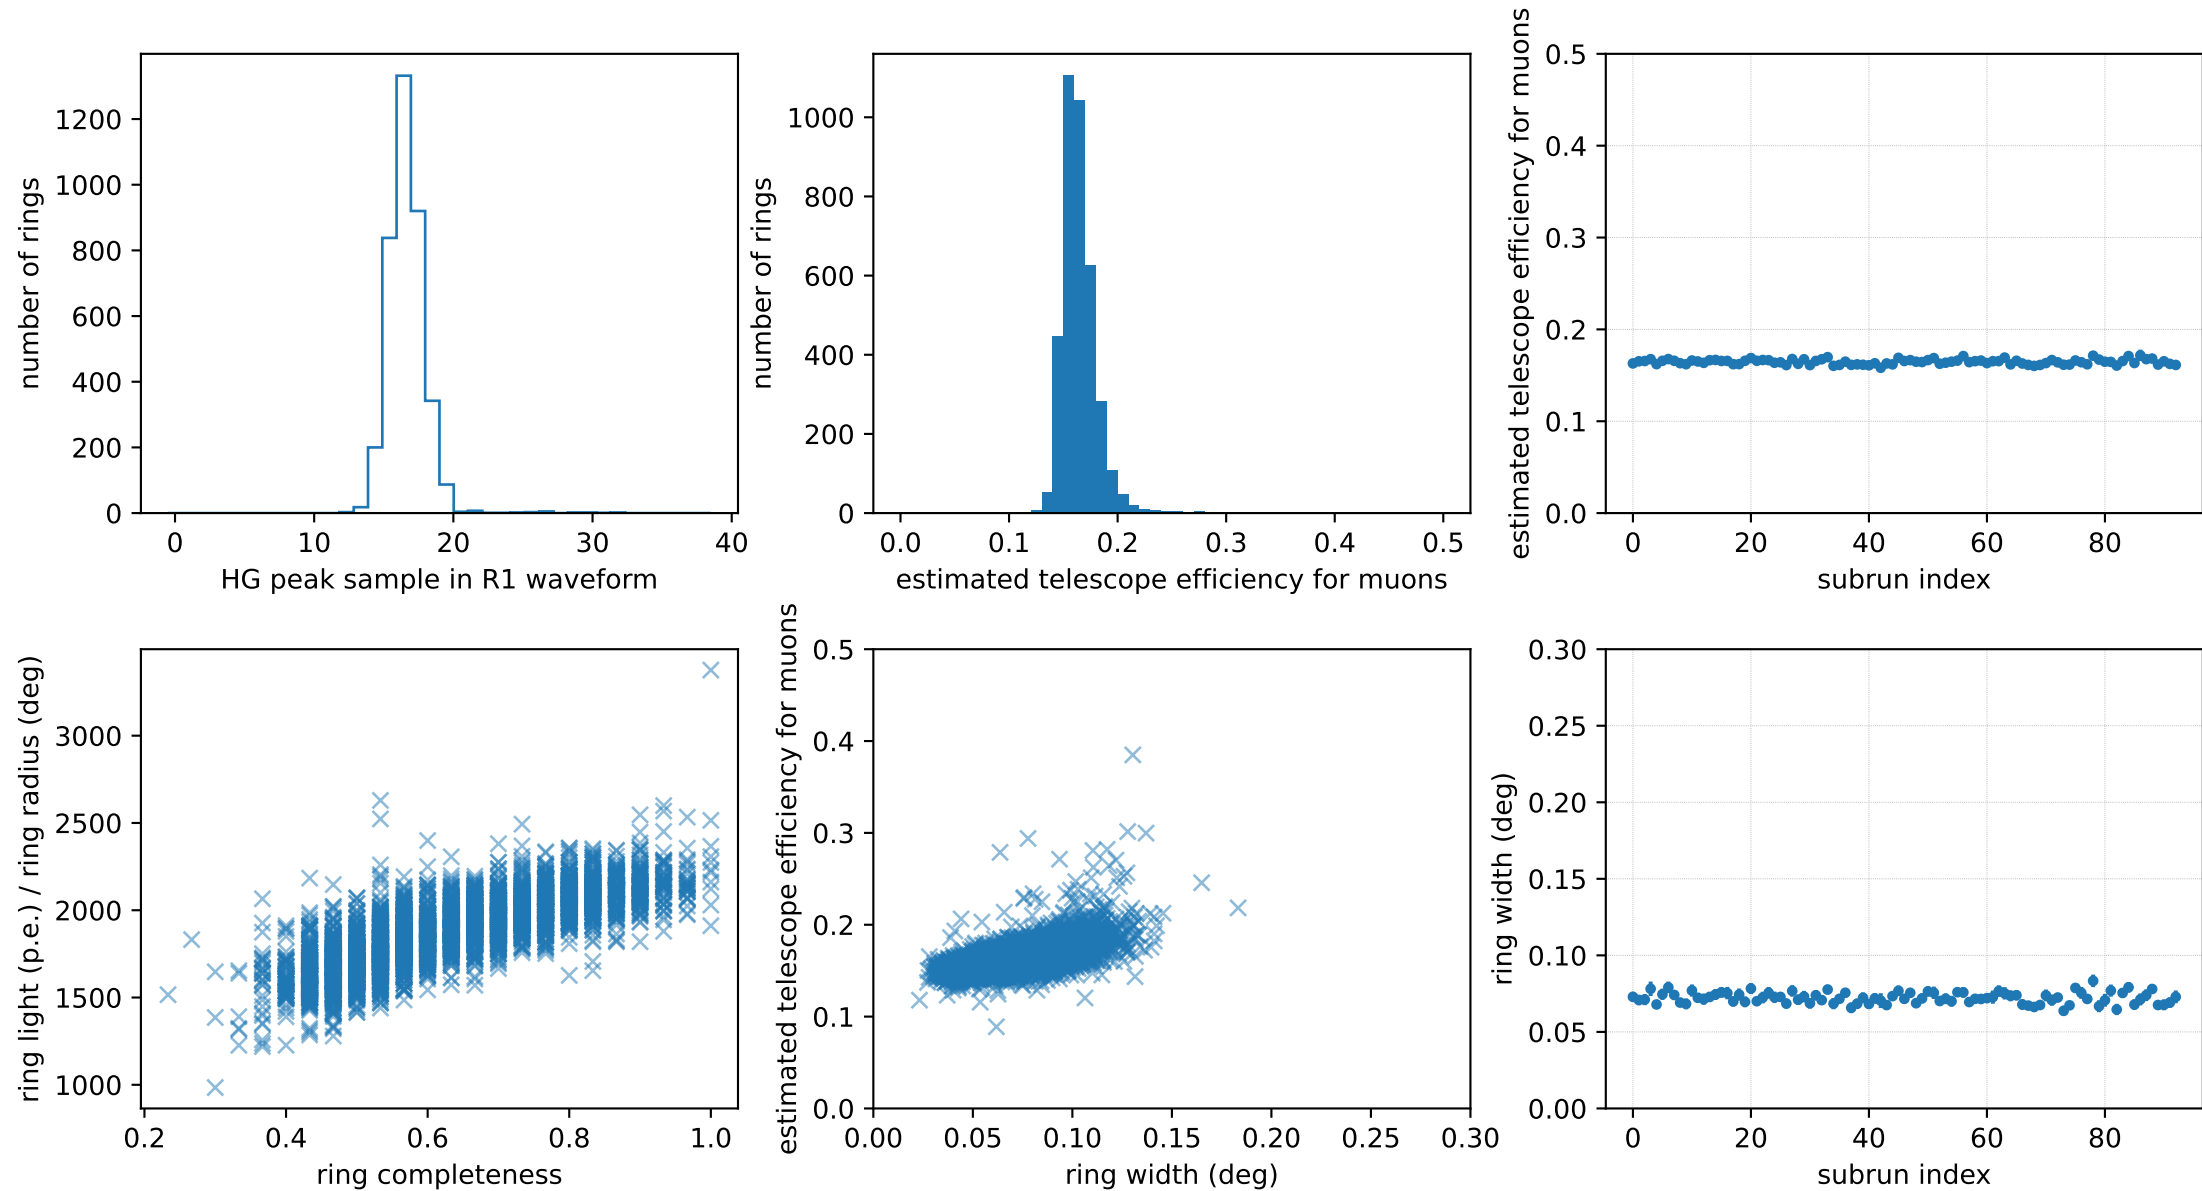 number of rings
1200
1000
800
600
400
200
0
0 10 20 30 40
HG peak sample in R1 waveform
number of rings
1000
800
600
400
200
0
0.0 0.1 0.2 0.3 0.4 0.5
estimated telescope efficiency for muons
estimated telescope efficiency for muons
0.5
0.4
0.3
0.2
0.1
0.0
0 20 40 60 80
subrun index
ring light (p.e.) / ring radius (deg)
3000
2500
2000
1500
1000
0.2 0.4 0.6 0.8 1.0
ring completeness
estimated telescope efficiency for muons
0.5
0.4
0.3
0.2
0.1
0.0
0.00 0.05 0.10 0.15 0.20 0.25 0.30
ring width (deg)
ring width (deg)
0.30
0.25
0.20
0.15
0.10
0.05
0.00
0 20 40 60 80
subrun index